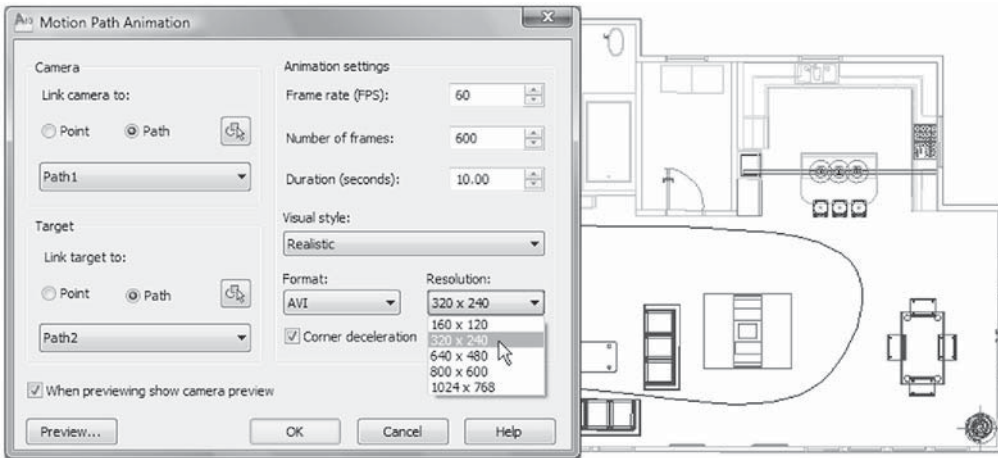 Motion Path Animation
Camera
Link camera to:
Point
Path
Path1
Target
Link target to:
Point
Path
Path2
When previewing show camera preview
Animation settings
Frame rate (FPS):
60
Number of frames:
600
Duration (seconds):
10.00
Visual style:
Realistic
Format:
AVI
Resolution:
320 x 240
160 x 120
320 x 240
640 x 480
800 x 600
1024 x 768
Corner deceleration
Preview...
OK
Cancel
Help